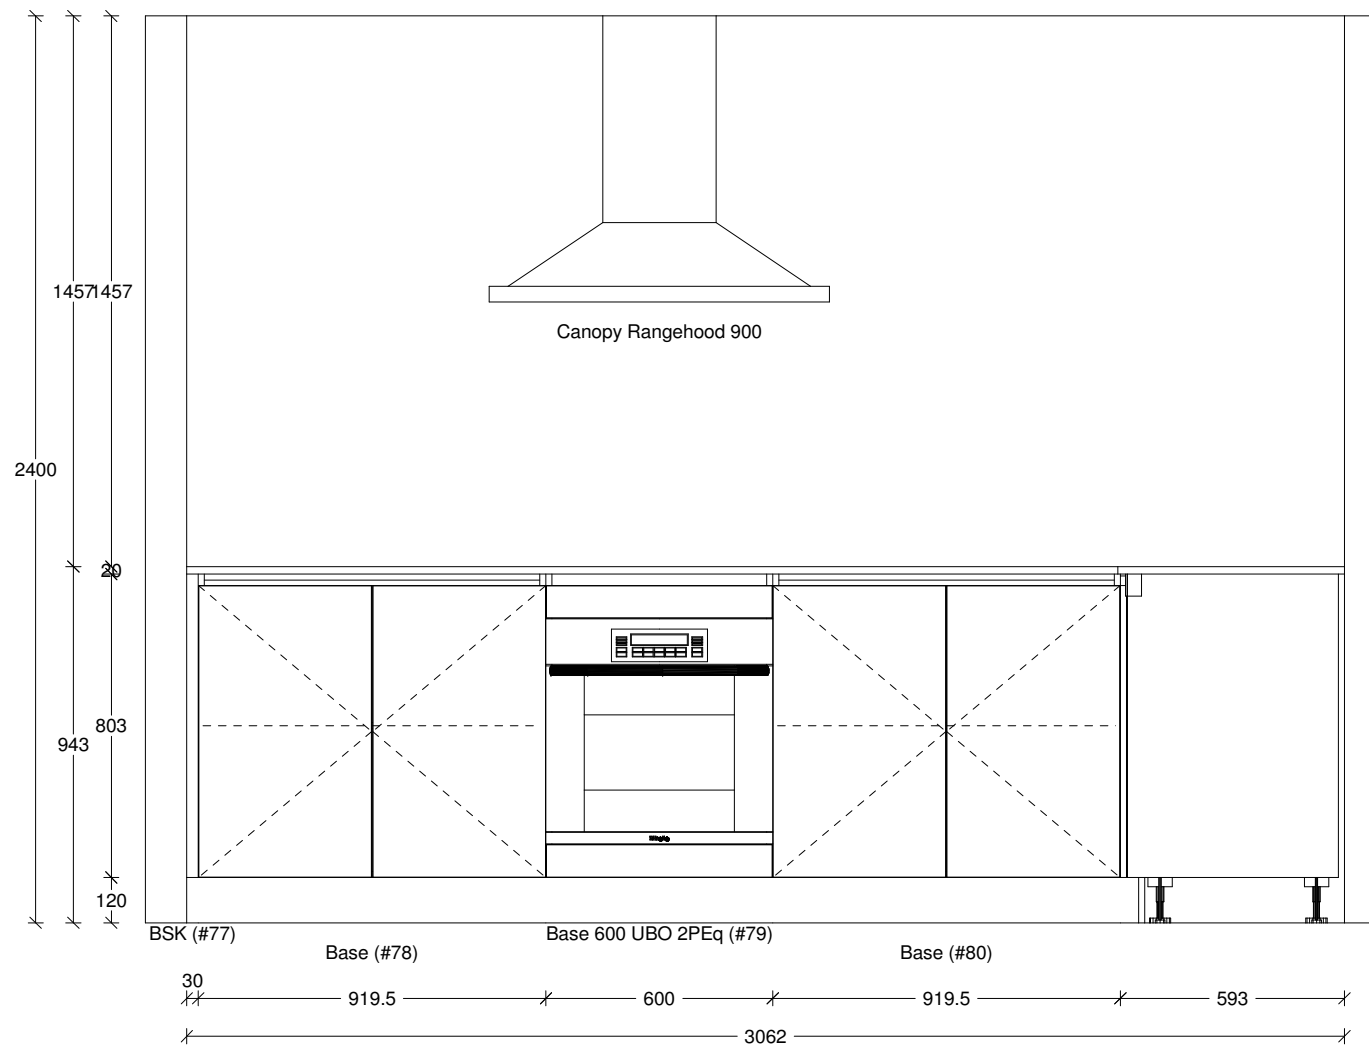 1457 1457
Canopy Rangehood 900
2400
20
803
943
120
BSK (#77)
Base 600 UBO 2PEq (#79)
Base (#78)
Base (#80)
30
919.5 600 919.5 593
3062